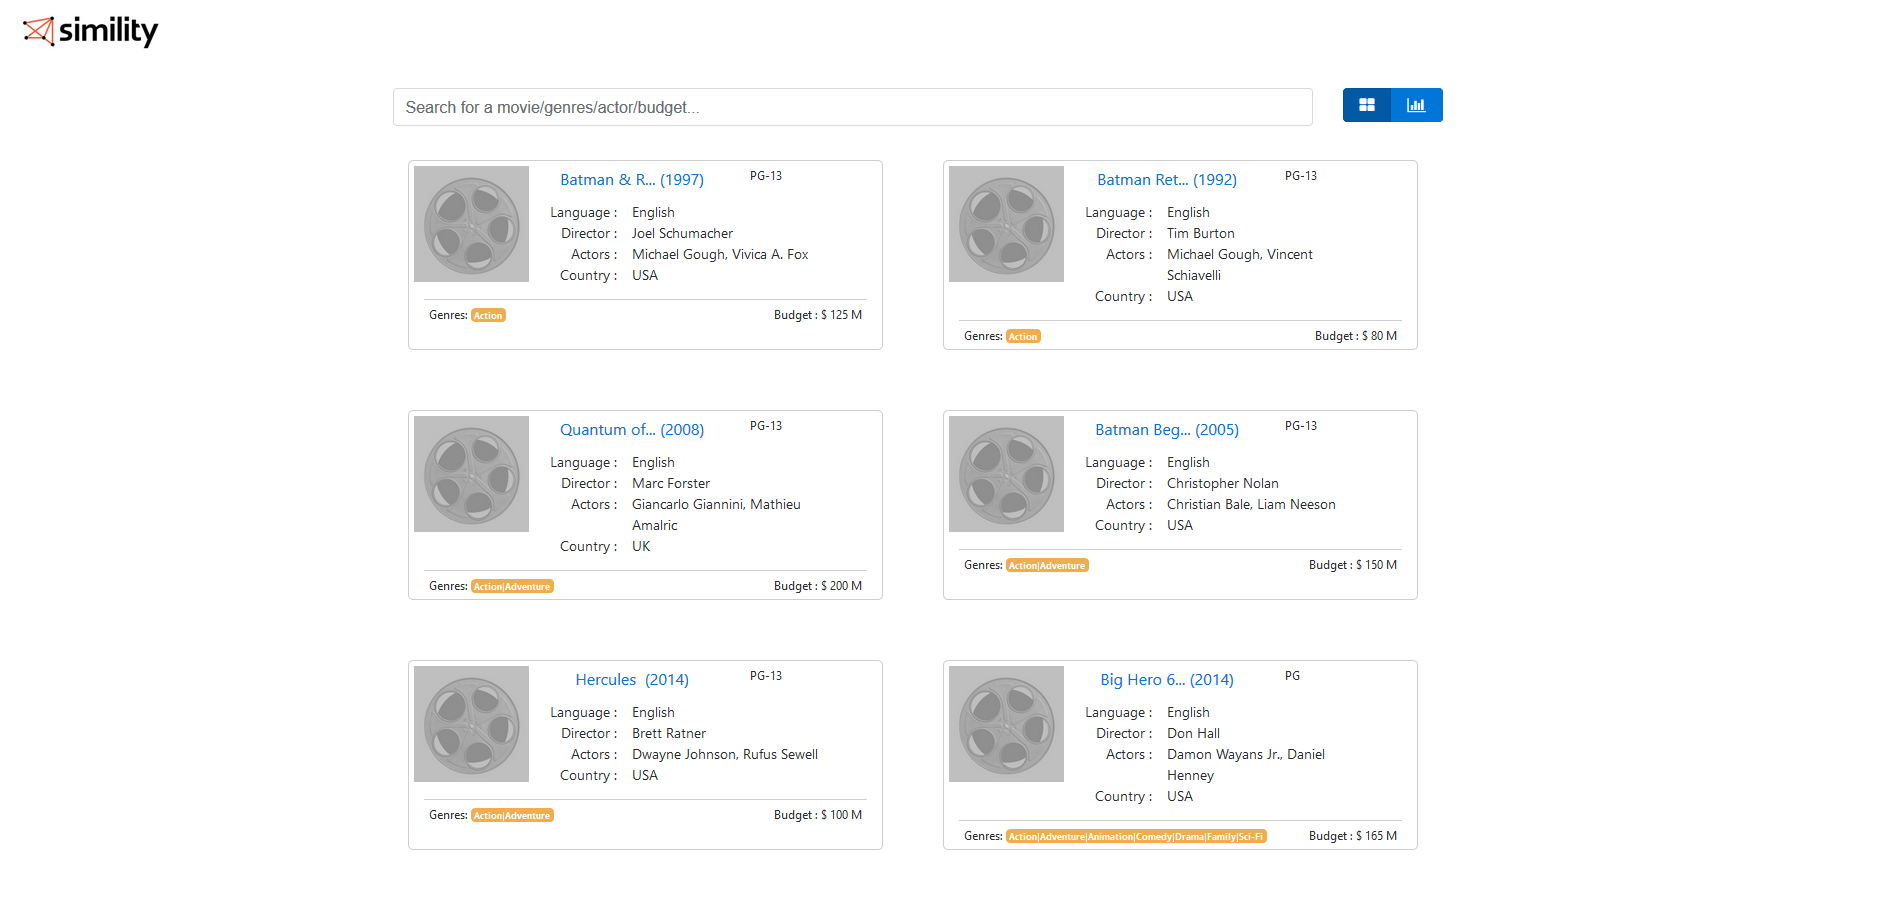 simility
Search for a movie/genres/actor/budget...
Batman & R... (1997)
PG-13
Language : English
Director : Joel Schumacher
Actors : Michael Gough, Vivica A. Fox
Country : USA
Genres: Action
Budget : $ 125 M
Batman Ret... (1992)
PG-13
Language : English
Director : Tim Burton
Actors : Michael Gough, Vincent
Schiavelli
Country : USA
Genres: Action
Budget : $ 80 M
Quantum of... (2008)
PG-13
Language : English
Director : Marc Forster
Actors : Giancarlo Giannini, Mathieu
Amalric
Country : UK
Genres: Action|Adventure
Budget : $ 200 M
Batman Beg... (2005)
PG-13
Language : English
Director : Christopher Nolan
Actors : Christian Bale, Liam Neeson
Country : USA
Genres: Action|Adventure
Budget : $ 150 M
Hercules (2014)
PG-13
Language : English
Director : Brett Ratner
Actors : Dwayne Johnson, Rufus Sewell
Country : USA
Genres: Action|Adventure
Budget : $ 100 M
Big Hero 6... (2014)
PG
Language : English
Director : Don Hall
Actors : Damon Wayans Jr., Daniel
Henney
Country : USA
Genres: Action|Adventure|Animation|Comedy|Drama|Family|Sci-Fi
Budget : $ 165 M